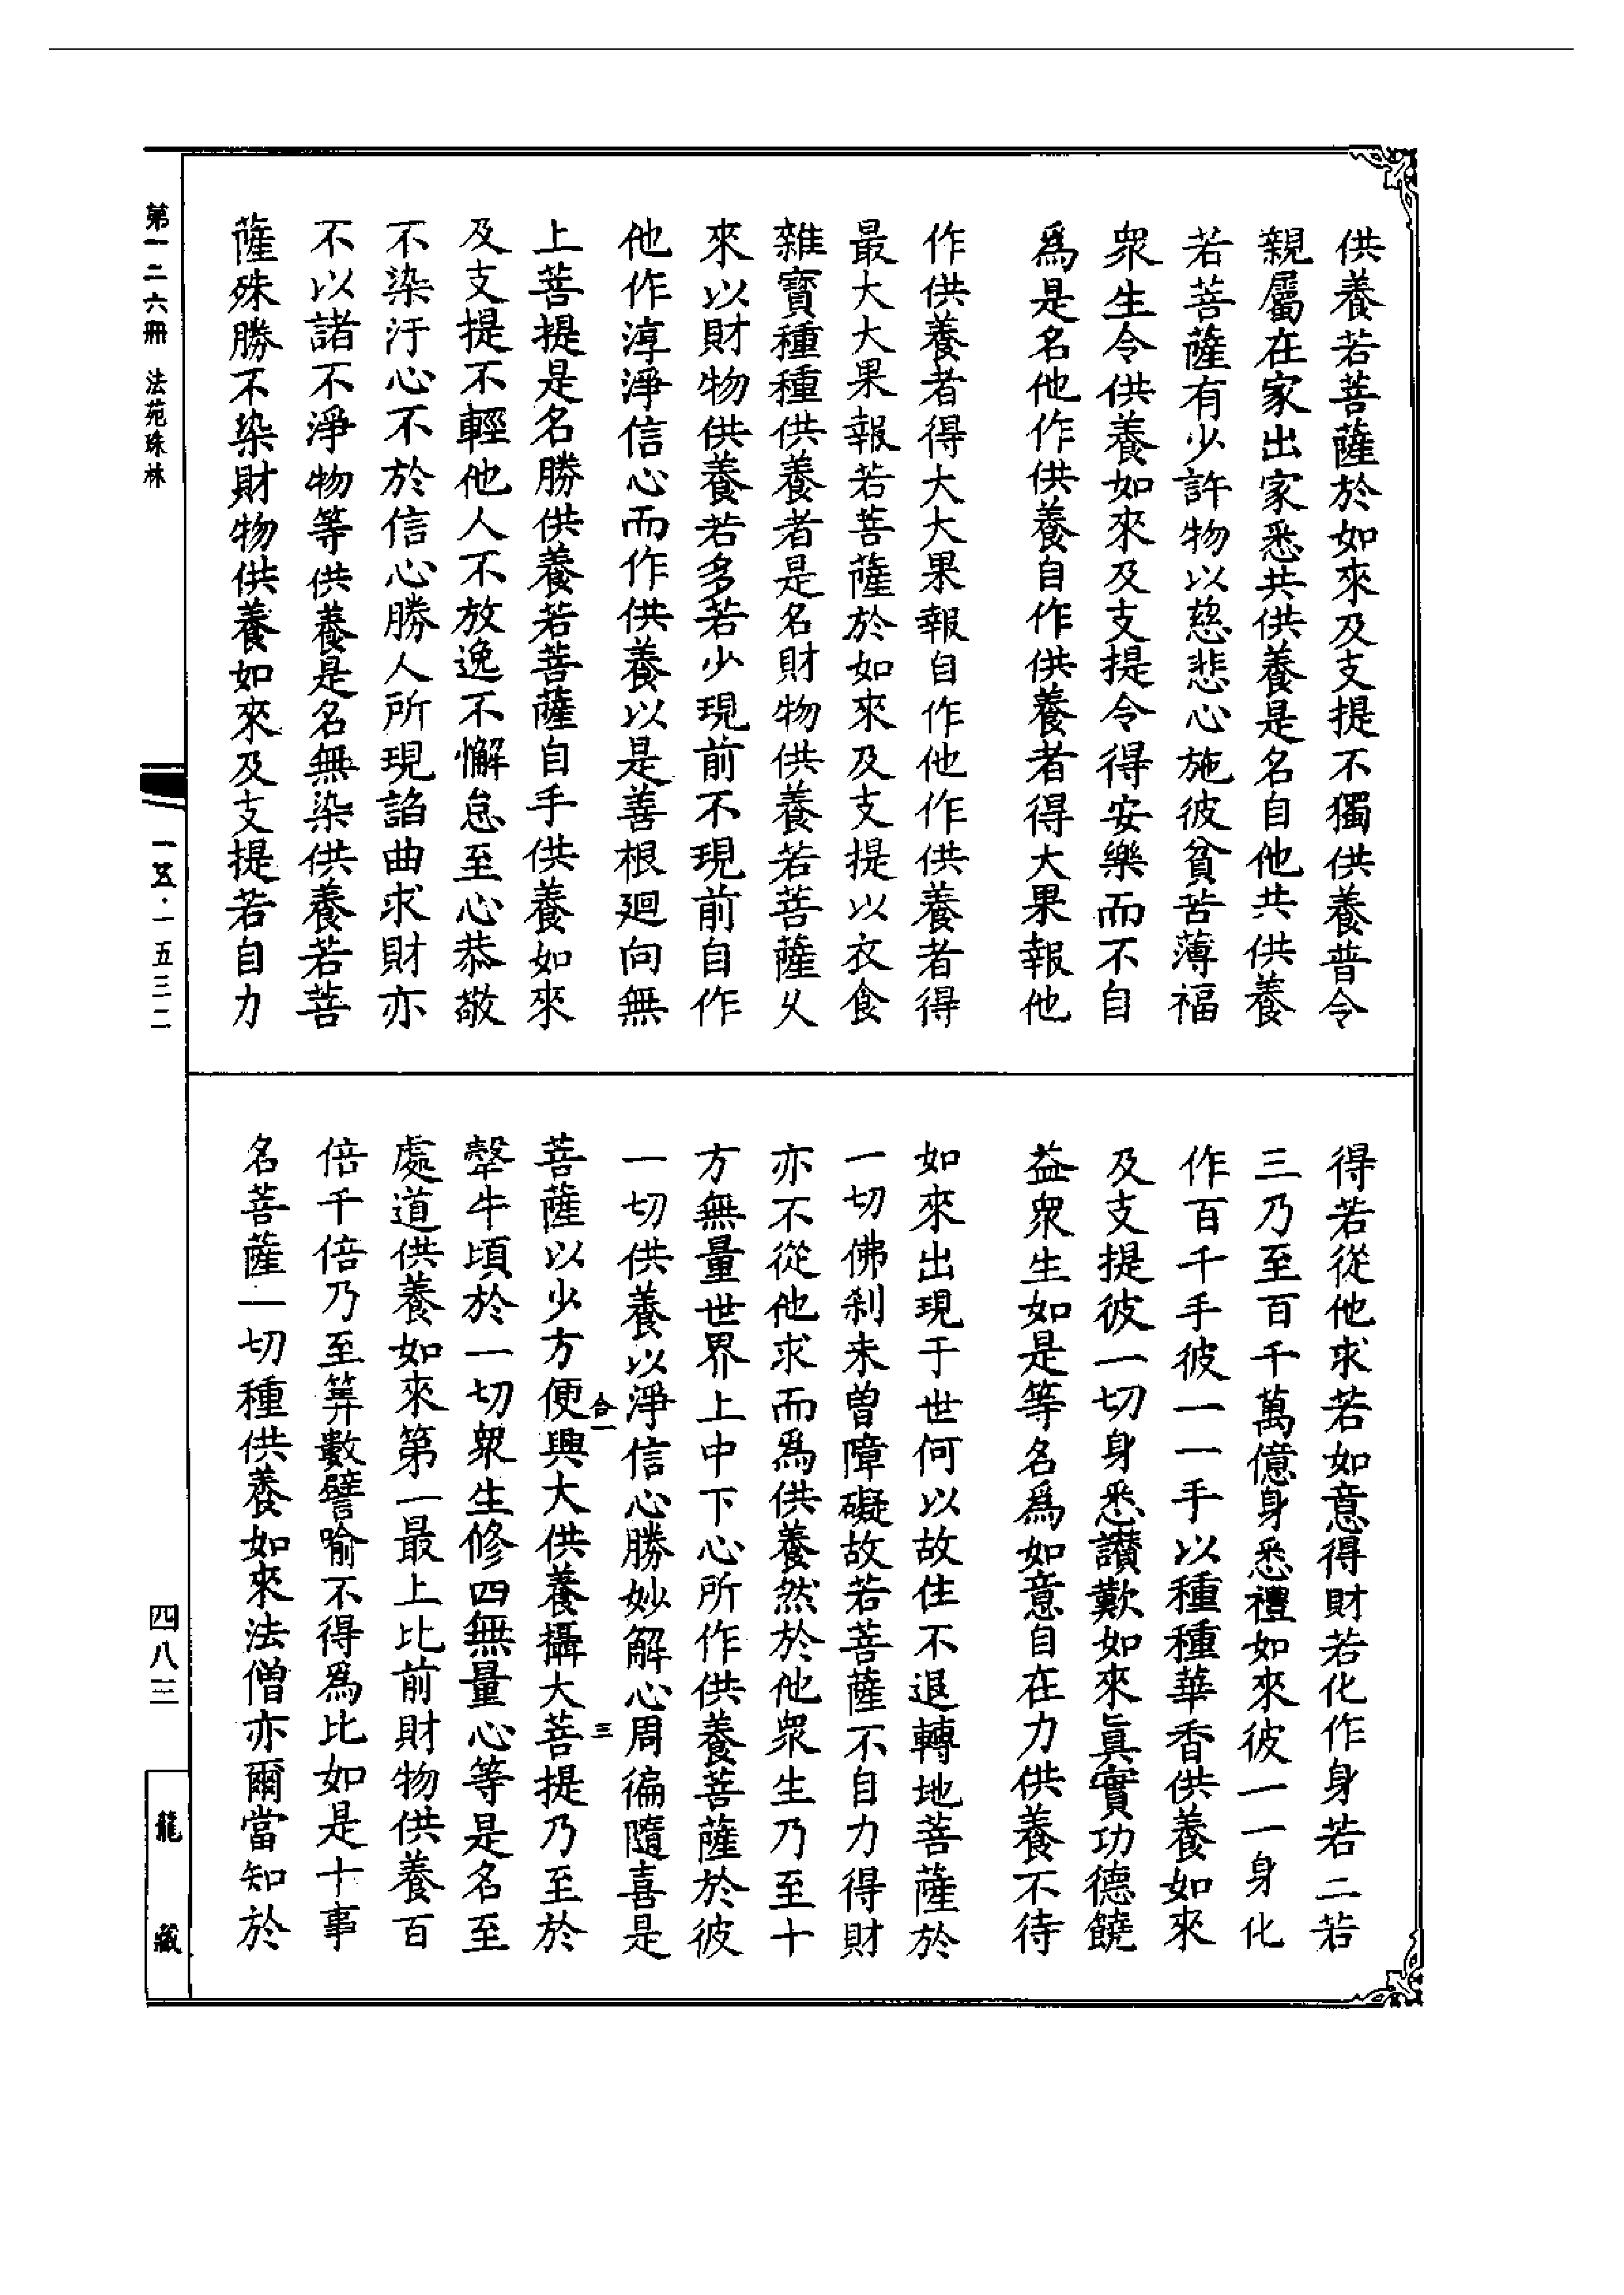 供養若菩薩於如來及支提不獨供養普令
親屬在家出家悉共供養是名自他共供養
若菩薩有少許物以慈悲心施彼貧苦薄福
衆生令供養如來及支提令得安樂而不自
爲是名他作供養自作供養者得大果報他
作供養者得大大果報自作他作供養者得
最大大果報若菩薩於如來及支提以衣食
雜寶種種供養者是名財物供養若菩薩乆
來以財物供養若多若少現前不現前自作
他作淳淨信心而作供養以是善根廻向無
上菩提是名勝供養若菩薩自手供養如來
及支提不輕他人不放逸不懈怠至心恭敬
不染汙心不於信心勝人所現諂曲求財亦
不以諸不淨物等供養是名無染供養若菩
薩殊勝不染財物供養如來及支提若自力
得若從他求若如意得財若化作身若二若
三乃至百千萬億身悉禮如來彼一一身化
作百千手彼一一手以種種華香供養如來
及支提彼一切身悉讃歎如來眞實功德饒
益衆生如是等名爲如意自在力供養不待
如來出現于世何以故住不退轉地菩薩於
一切佛刹未曽障礙故若菩薩不自力得財
亦不從他求而爲供養然於他衆生乃至十
方無量世界上中下心所作供養菩薩於彼
一切供養以淨信心勝妙解心周徧隨喜是
合一 三
菩薩以少方便興大供養攝大菩提乃至於
㲉牛頃於一切衆生修四無量心等是名至
處道供養如來第一最上比前財物供養百
倍千倍乃至筭數譬喻不得爲比如是十事
名菩薩一切種供養如來法僧亦爾當知於
第一二六冊 法苑珠林
一五·一五三二
四八三
龍藏